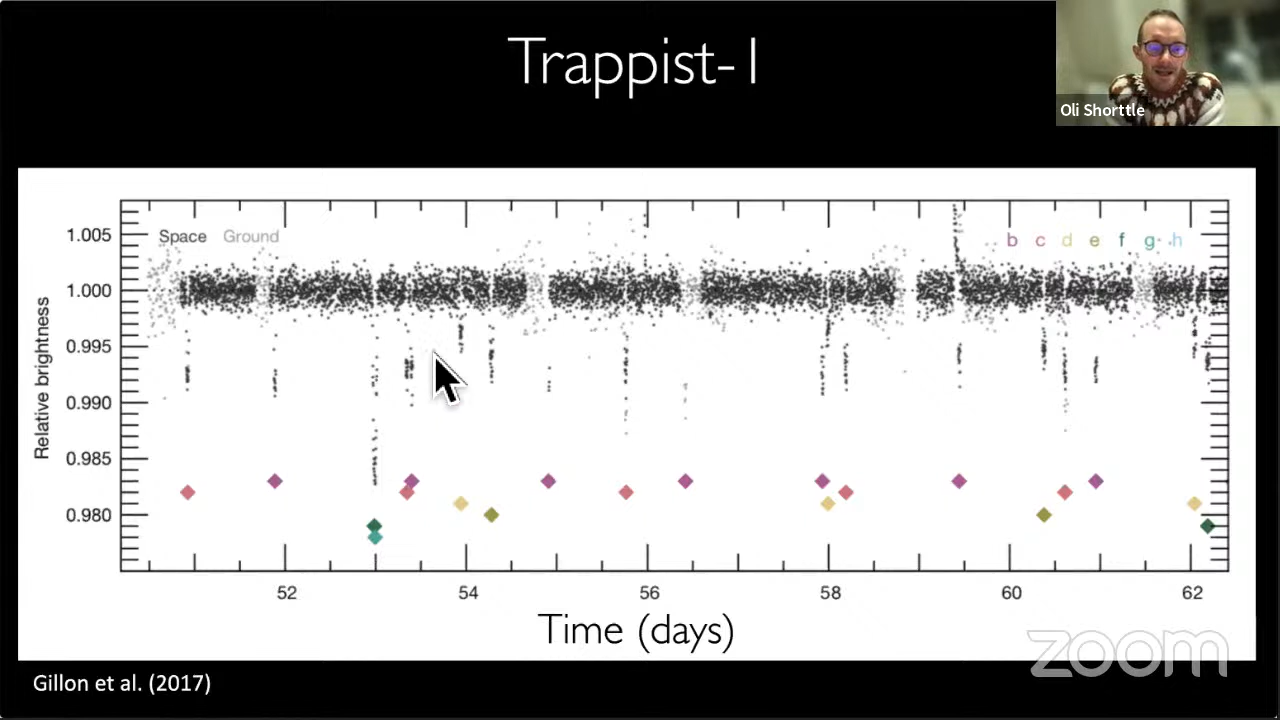 Trappist-1
Oli Shorttle
Space Ground
b c d e f g h
1.005
1.000
0.995
0.990
0.985
0.980
Relative brightness
52 54 56 58 60 62
Time (days)
zoom
Gillon et al. (2017)